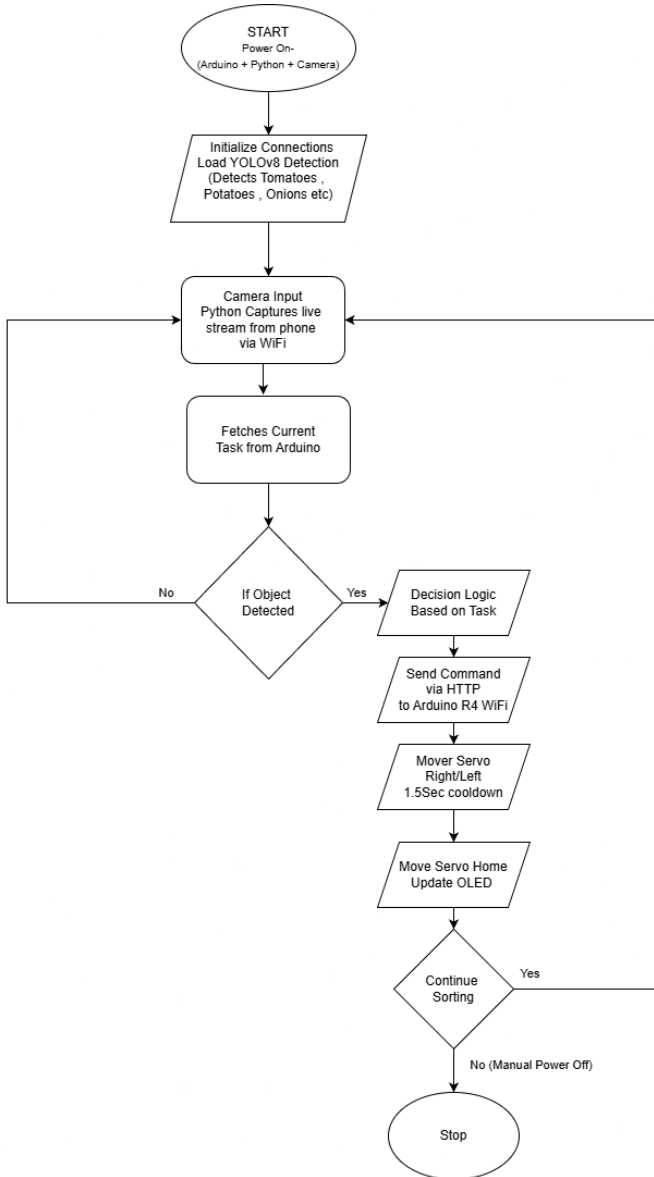 START
Power On-
(Arduino + Python + Camera)
Initialize Connections
Load YOLOv8 Detection
(Detects Tomatoes ,
Potatoes , Onions etc)
Camera Input
Python Captures live
stream from phone
via WiFi
Fetches Current
Task from Arduino
If Object
Detected
No
Yes
Decision Logic
Based on Task
Send Command
via HTTP
to Arduino R4 WiFi
Mover Servo
Right/Left
1.5Sec cooldown
Move Servo Home
Update OLED
Continue
Sorting
Yes
No (Manual Power Off)
Stop